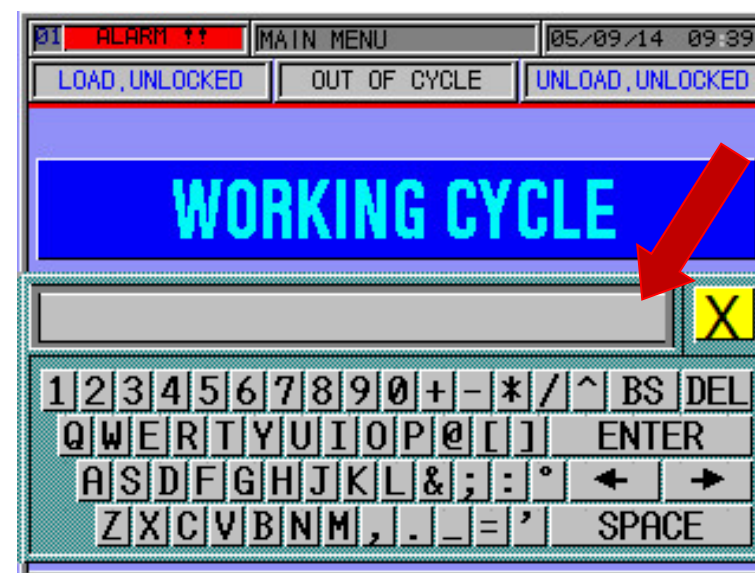 01 ALARM !! MAIN MENU 05/09/14 09:39
LOAD,UNLOCKED OUT OF CYCLE UNLOAD,UNLOCKED
WORKING CYCLE
X
1 2 3 4 5 6 7 8 9 0 + - * / ^ BS DEL
Q W E R T Y U I O P @ [ ] ENTER
A S D F G H J K L & ; : ° ← →
Z X C V B N M , . _ = ' SPACE